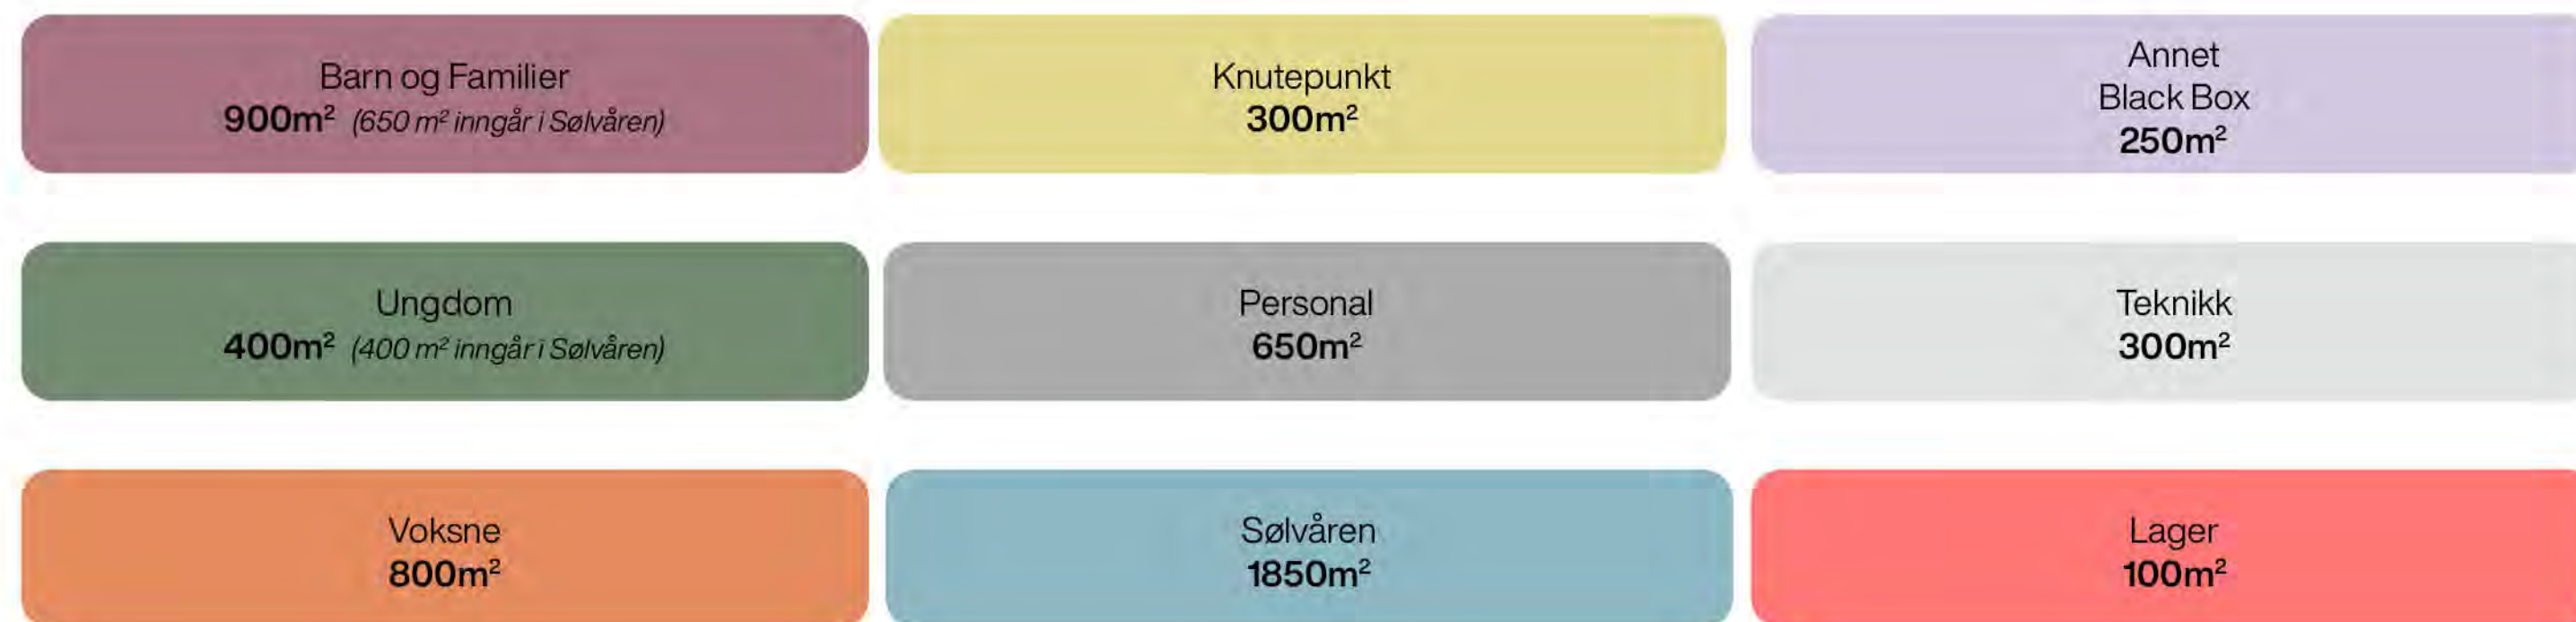 Barn og Familier
900m² (650 m² inngår i Sølvåren)
Knutepunkt
300m²
Annet
Black Box
250m²
Ungdom
400m² (400 m² inngår i Sølvåren)
Personal
650m²
Teknikk
300m²
Voksne
800m²
Sølvåren
1850m²
Lager
100m²